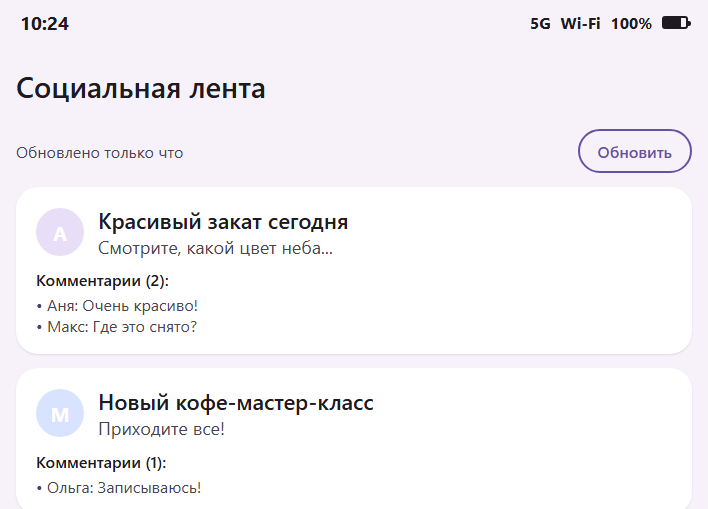 10:24 5G Wi-Fi 100%
Социальная лента
Обновлено только что Обновить
А Красивый закат сегодня
Смотрите, какой цвет неба...
Комментарии (2):
• Аня: Очень красиво!
• Макс: Где это снято?
М Новый кофе-мастер-класс
Приходите все!
Комментарии (1):
• Ольга: Записываюсь!